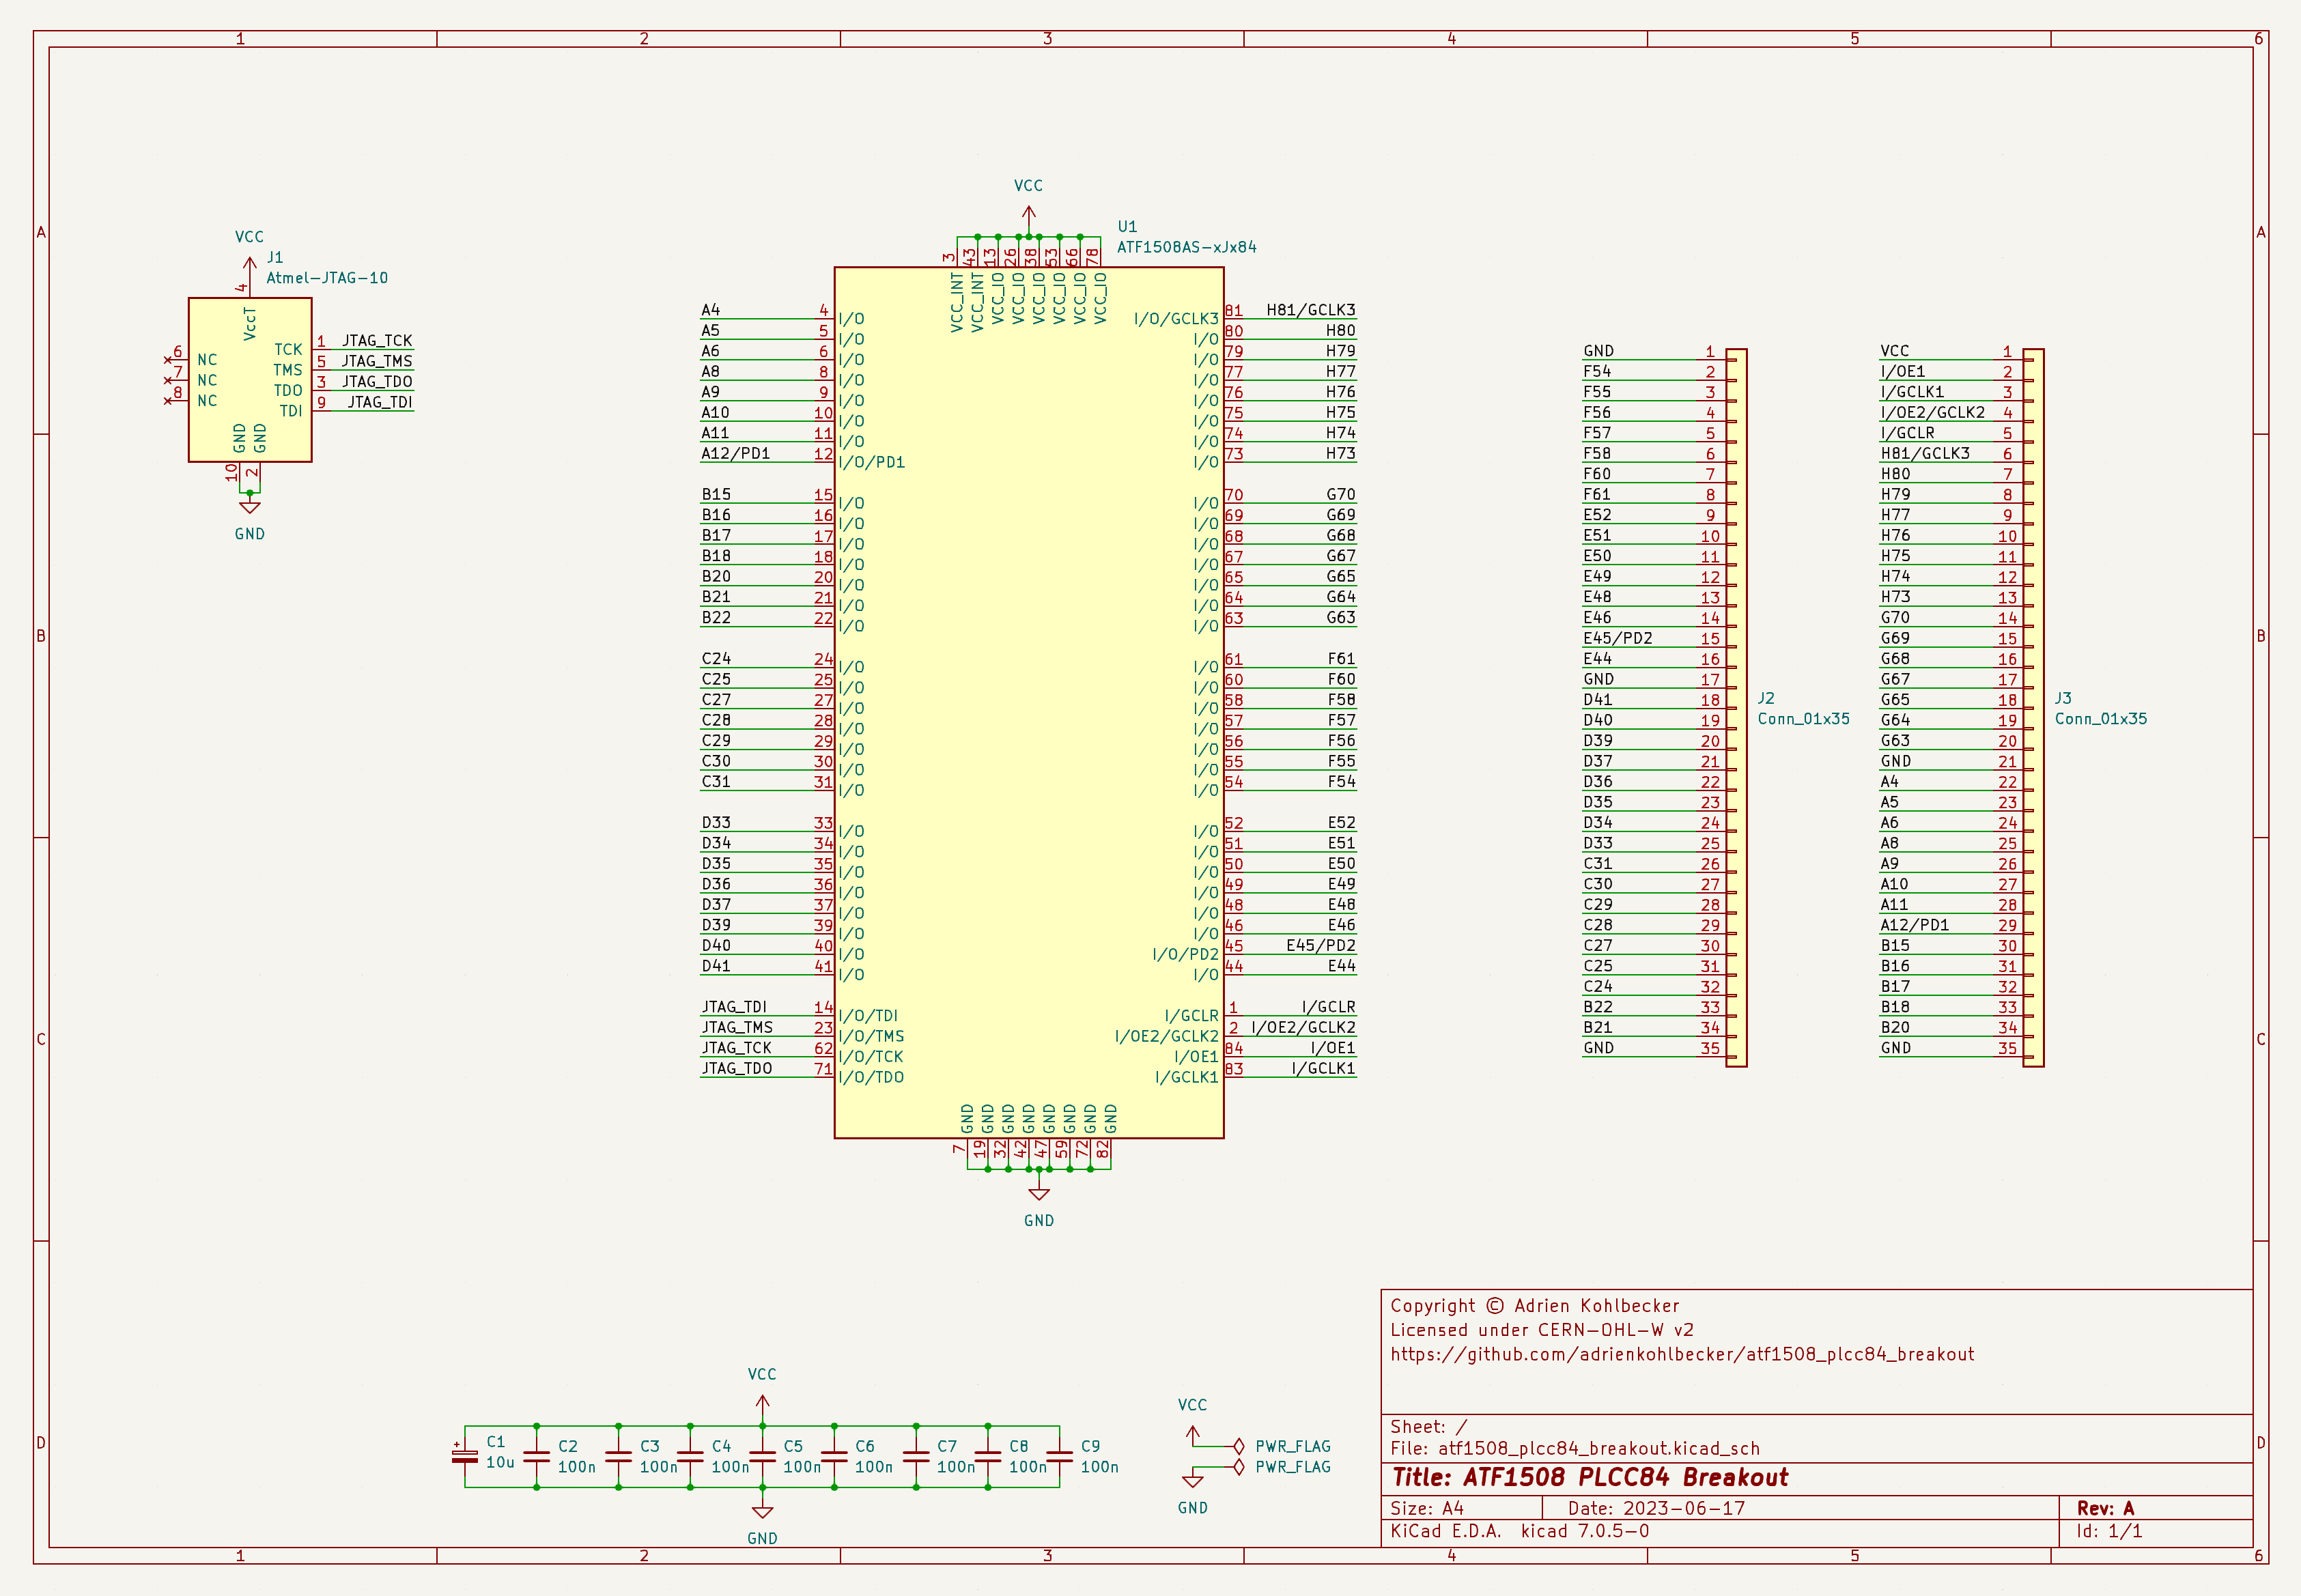 1 2 3 4 5 6
A A
B B
C C
D D
VCC
J1
Atmel-JTAG-10
4
VccT
6 NC TCK 1 JTAG_TCK
7 NC TMS 5 JTAG_TMS
8 NC TDO 3 JTAG_TDO
TDI 9 JTAG_TDI
GND GND
10 2
GND
VCC
U1
ATF1508AS-xJx84
3 43 13 26 38 53 66 78
VCC_INT VCC_INT VCC_IO VCC_IO VCC_IO VCC_IO VCC_IO VCC_IO
A4 4 I/O I/O/GCLK3 81 H81/GCLK3
A5 5 I/O I/O 80 H80
A6 6 I/O I/O 79 H79
A8 8 I/O I/O 77 H77
A9 9 I/O I/O 76 H76
A10 10 I/O I/O 75 H75
A11 11 I/O I/O 74 H74
A12/PD1 12 I/O/PD1 I/O 73 H73
B15 15 I/O I/O 70 G70
B16 16 I/O I/O 69 G69
B17 17 I/O I/O 68 G68
B18 18 I/O I/O 67 G67
B20 20 I/O I/O 65 G65
B21 21 I/O I/O 64 G64
B22 22 I/O I/O 63 G63
C24 24 I/O I/O 61 F61
C25 25 I/O I/O 60 F60
C27 27 I/O I/O 58 F58
C28 28 I/O I/O 57 F57
C29 29 I/O I/O 56 F56
C30 30 I/O I/O 55 F55
C31 31 I/O I/O 54 F54
D33 33 I/O I/O 52 E52
D34 34 I/O I/O 51 E51
D35 35 I/O I/O 50 E50
D36 36 I/O I/O 49 E49
D37 37 I/O I/O 48 E48
D39 39 I/O I/O 46 E46
D40 40 I/O I/O/PD2 45 E45/PD2
D41 41 I/O I/O 44 E44
JTAG_TDI 14 I/O/TDI I/GCLR 1 I/GCLR
JTAG_TMS 23 I/O/TMS I/OE2/GCLK2 2 I/OE2/GCLK2
JTAG_TCK 62 I/O/TCK I/OE1 84 I/OE1
JTAG_TDO 71 I/O/TDO I/GCLK1 83 I/GCLK1
GND GND GND GND GND GND GND GND
7 19 32 42 47 59 72 82
GND
GND 1
F54 2
F55 3
F56 4
F57 5
F58 6
F60 7
F61 8
E52 9
E51 10
E50 11
E49 12
E48 13
E46 14
E45/PD2 15
E44 16
GND 17
D41 18
D40 19
D39 20
D37 21
D36 22
D35 23
D34 24
D33 25
C31 26
C30 27
C29 28
C28 29
C27 30
C25 31
C24 32
B22 33
B21 34
GND 35
J2
Conn_01x35
VCC 1
I/OE1 2
I/GCLK1 3
I/OE2/GCLK2 4
I/GCLR 5
H81/GCLK3 6
H80 7
H79 8
H77 9
H76 10
H75 11
H74 12
H73 13
G70 14
G69 15
G68 16
G67 17
G65 18
G64 19
G63 20
GND 21
A4 22
A5 23
A6 24
A8 25
A9 26
A10 27
A11 28
A12/PD1 29
B15 30
B16 31
B17 32
B18 33
B20 34
GND 35
J3
Conn_01x35
VCC
+ C1 C2 C3 C4 C5 C6 C7 C8 C9
10u 100n 100n 100n 100n 100n 100n 100n 100n
GND
VCC
PWR_FLAG
PWR_FLAG
GND
Copyright © Adrien Kohlbecker
Licensed under CERN-OHL-W v2
https://github.com/adrienkohlbecker/atf1508_plcc84_breakout
Sheet: /
File: atf1508_plcc84_breakout.kicad_sch
Title: ATF1508 PLCC84 Breakout
Size: A4 Date: 2023-06-17 Rev: A
KiCad E.D.A. kicad 7.0.5-0 Id: 1/1
1 2 3 4 5 6